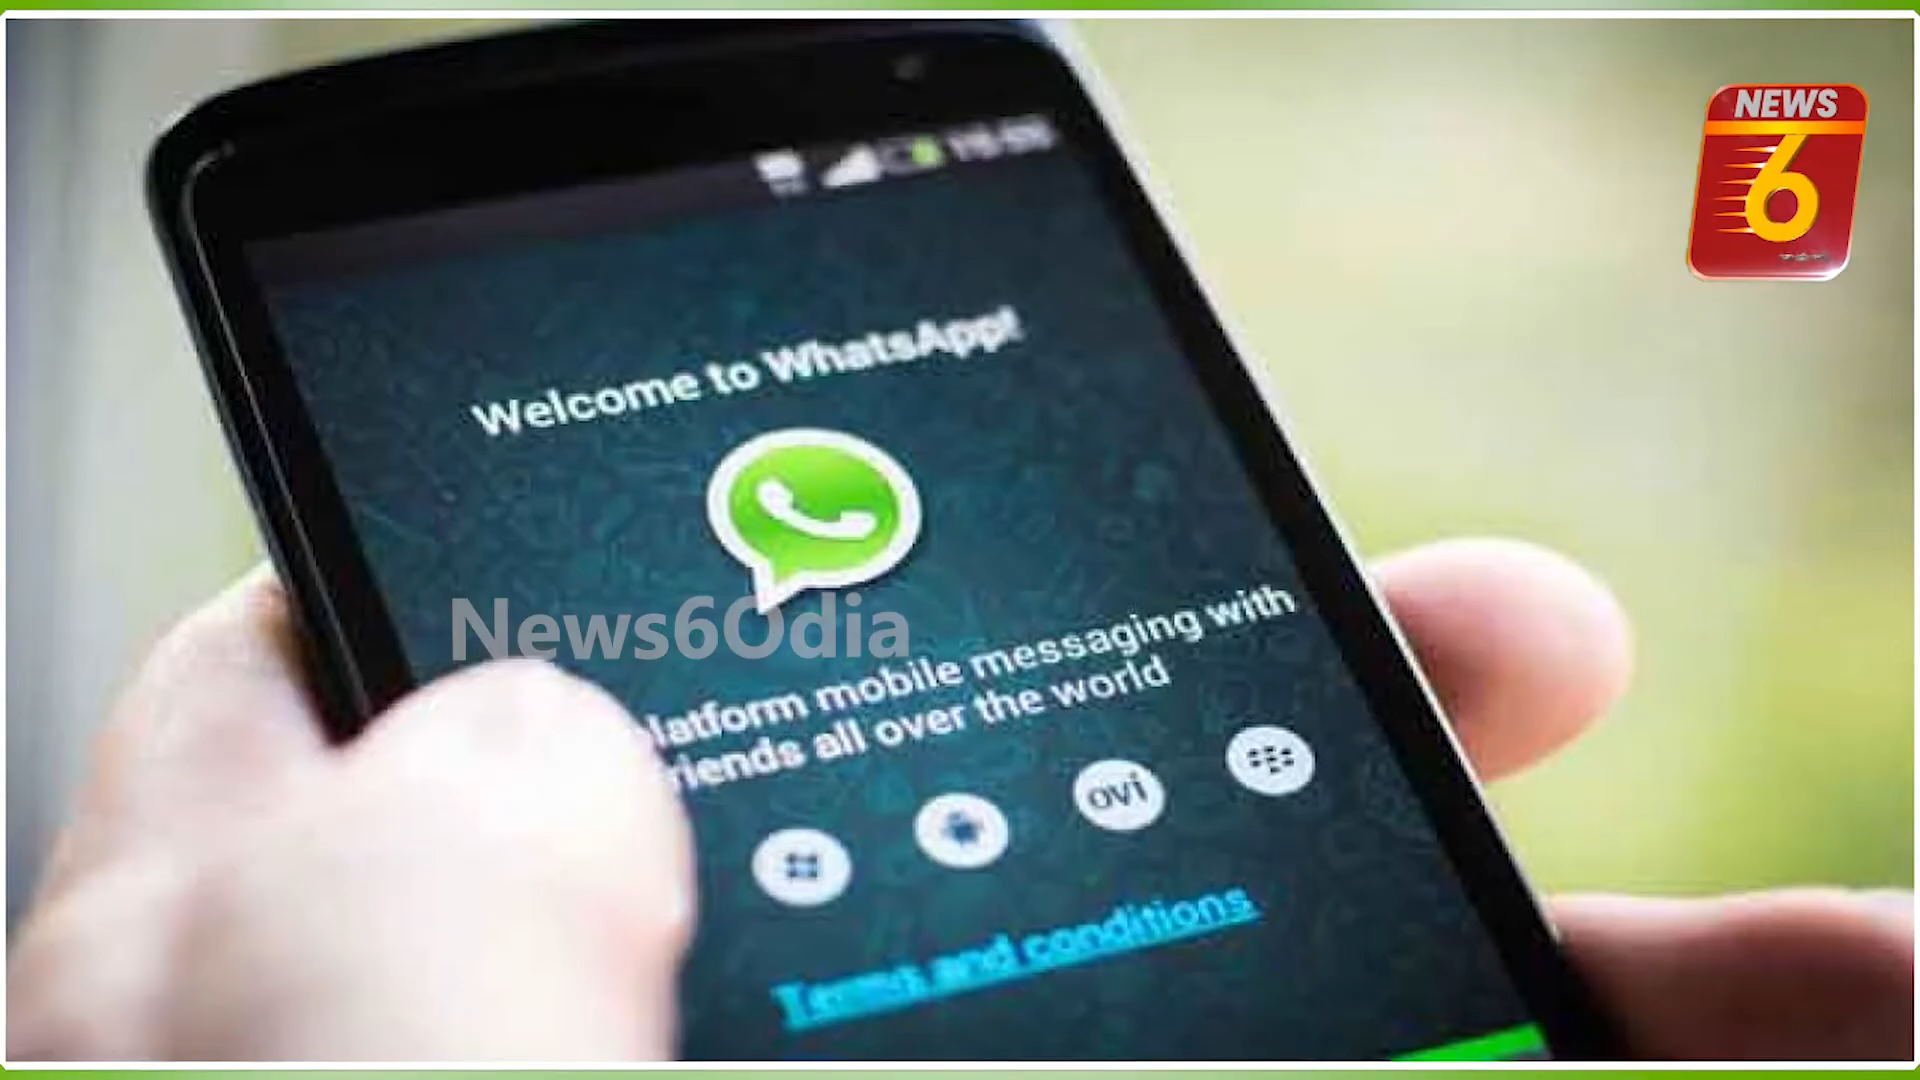 NEWS
6
Welcome to WhatsApp!
News6Odia
latform mobile messaging with
riends all over the world
ovi
Terms and conditions